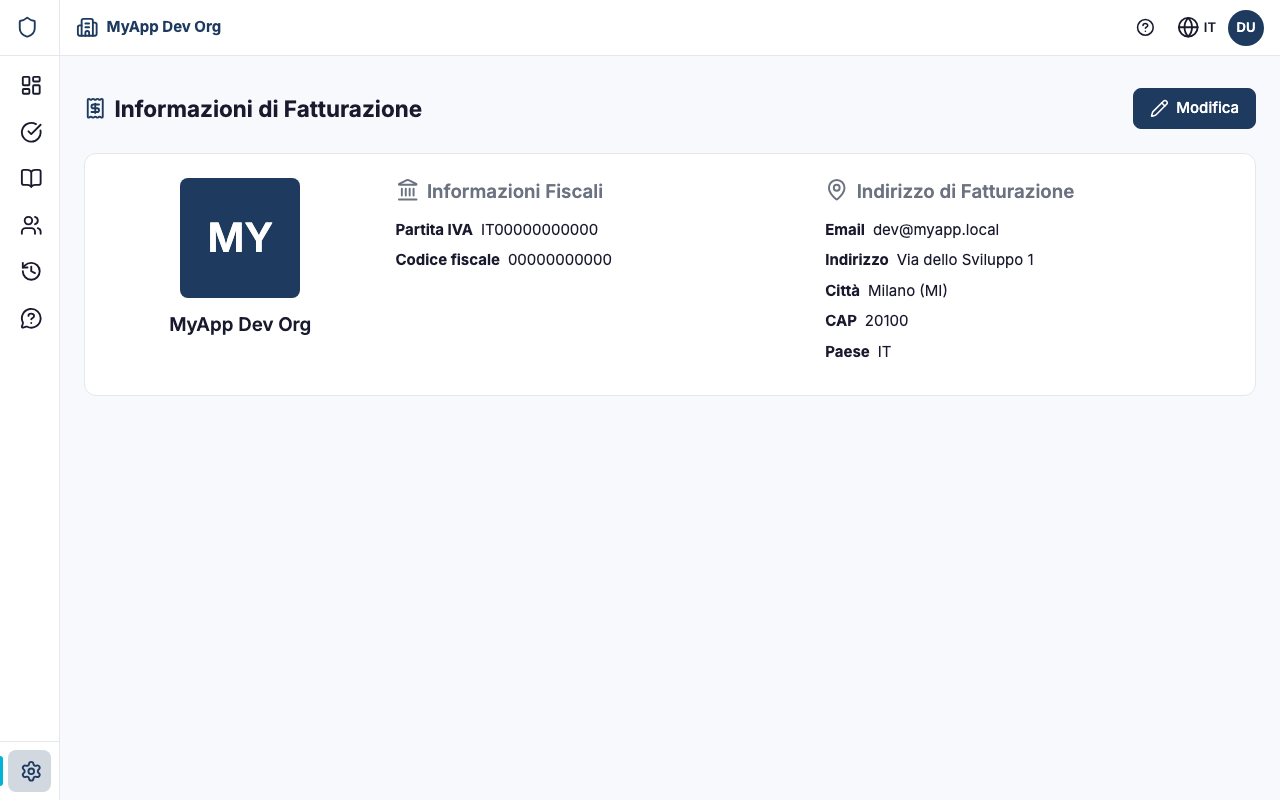 MyApp Dev Org
IT
DU
Informazioni di Fatturazione
Modifica
MY
MyApp Dev Org
Informazioni Fiscali
Partita IVA IT00000000000
Codice fiscale 00000000000
Indirizzo di Fatturazione
Email dev@myapp.local
Indirizzo Via dello Sviluppo 1
Città Milano (MI)
CAP 20100
Paese IT